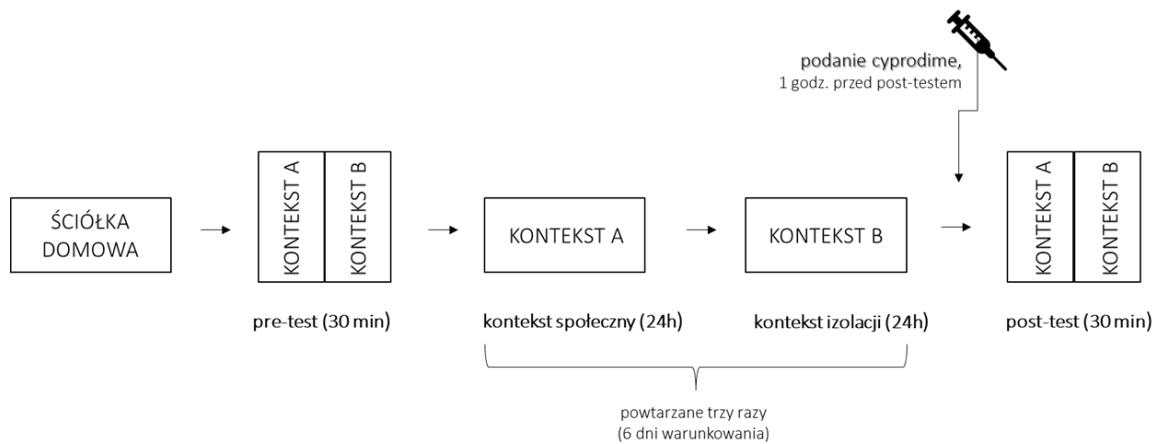 podanie cyprodime,
1 godz. przed post-testem
ŚCIÓŁKA
DOMOWA
KONTEKST A
KONTEKST B
KONTEKST A
KONTEKST B
KONTEKST A
KONTEKST B
pre-test (30 min)
kontekst społeczny (24h)
kontekst izolacji (24h)
post-test (30 min)
powtarzane trzy razy
(6 dni warunkowania)